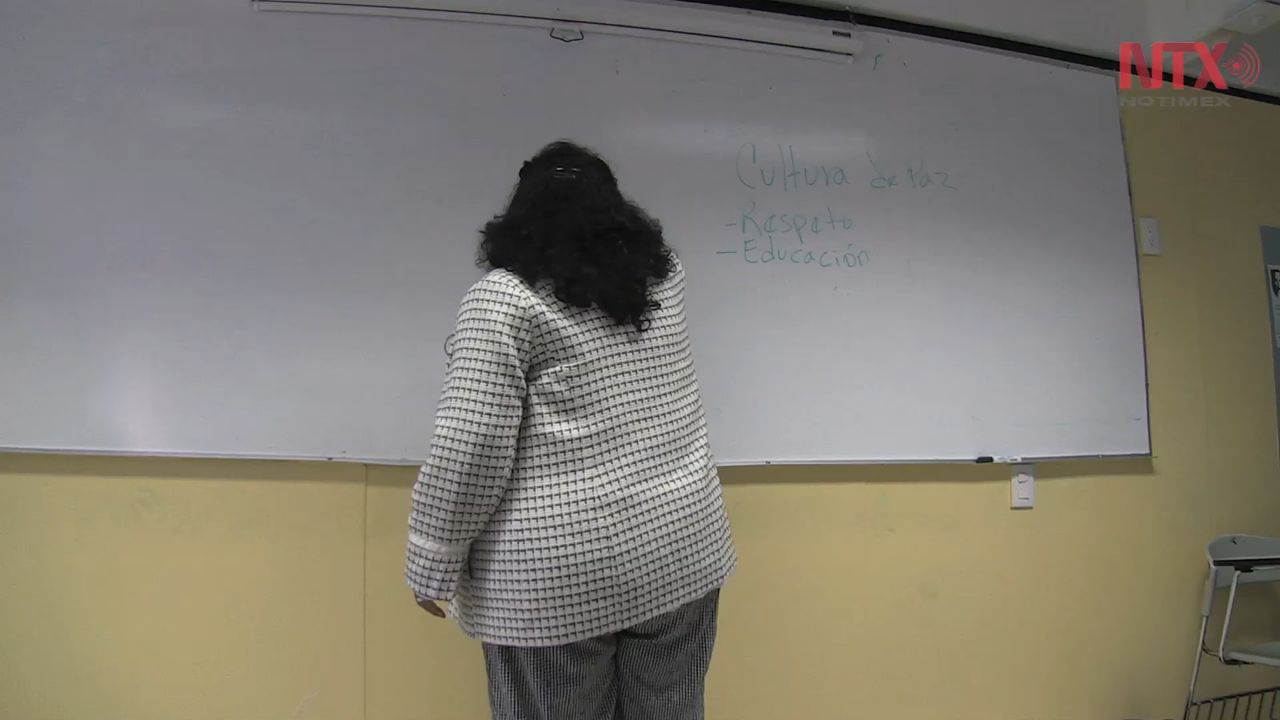 NTX
NOTIMEX
Cultura de Paz
- Respeto
- Educación